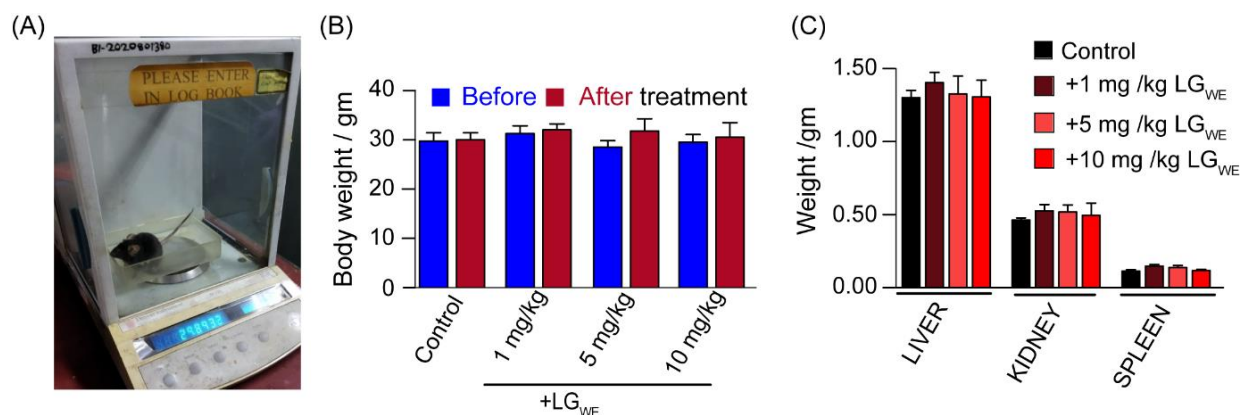 (A)
BI-2020801380
PLEASE ENTER
IN LOG BOOK
29.8932
(B)
Before After treatment
Body weight / gm
40
30
20
10
0
Control
1 mg/kg
5 mg/kg
10 mg/kg
+LGWE
(C)
Control
+1 mg /kg LGWE
+5 mg /kg LGWE
+10 mg /kg LGWE
Weight /gm
1.50
1.00
0.50
0.00
LIVER
KIDNEY
SPLEEN